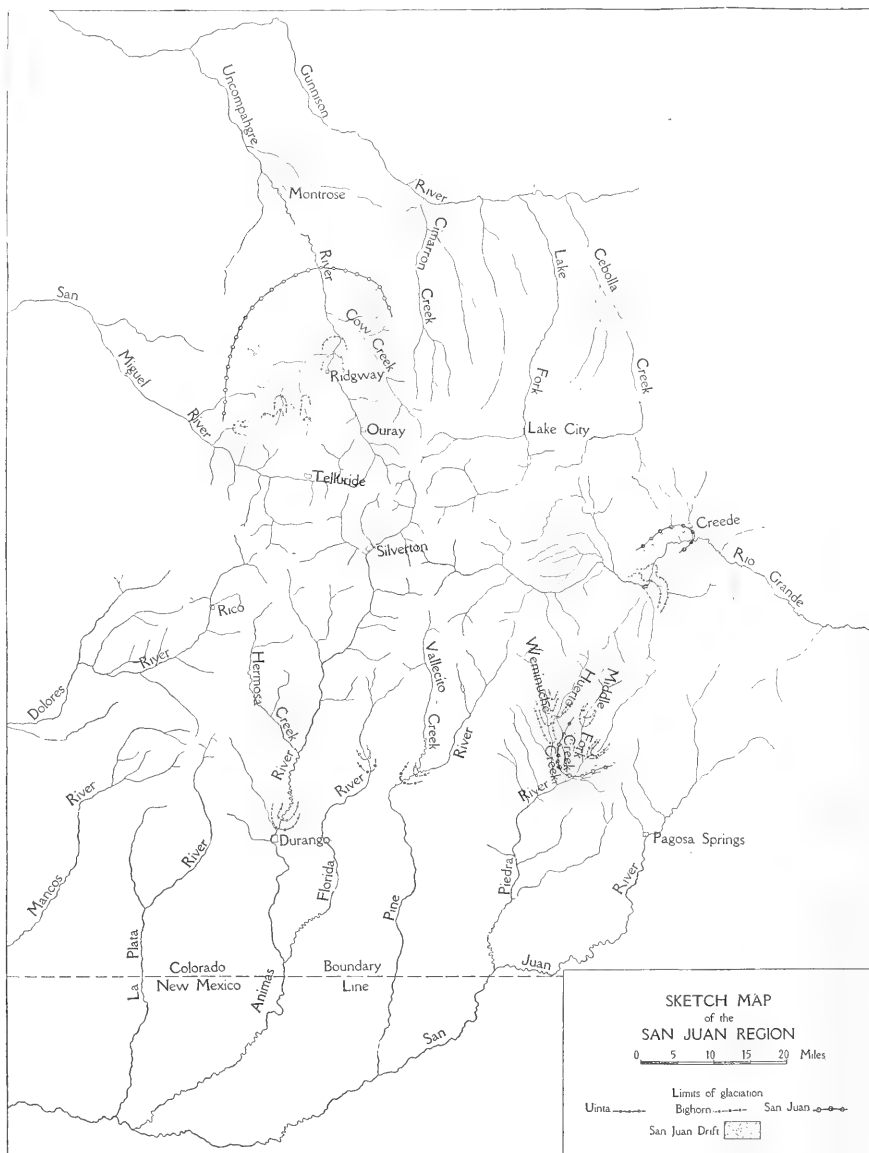 Uncompahgre
Gunnison
River
Montrose
River
Cimarron
Creek
Lake
Fork
Cebolla
Creek
San
Miguel
River
Cow Creek
Ridgway
Ouray
Lake City
Telluride
Silverton
Creede
Rio Grande
Rico
Dolores
River
Hermosa
Creek
River
Vallecito
Creek
River
Weminuche
Creek
Huerta
Creek
Middle
Fork
River
River
River
River
Mancos
Durango
Florida
Pine
Piedra
Pagosa Springs
River
Juan
La Plata
Animas
Colorado
New Mexico
Boundary
Line
San
SKETCH MAP
of the
SAN JUAN REGION
0 5 10 15 20 Miles
Limits of glaciation
Uinta Bighorn San Juan
San Juan Drift